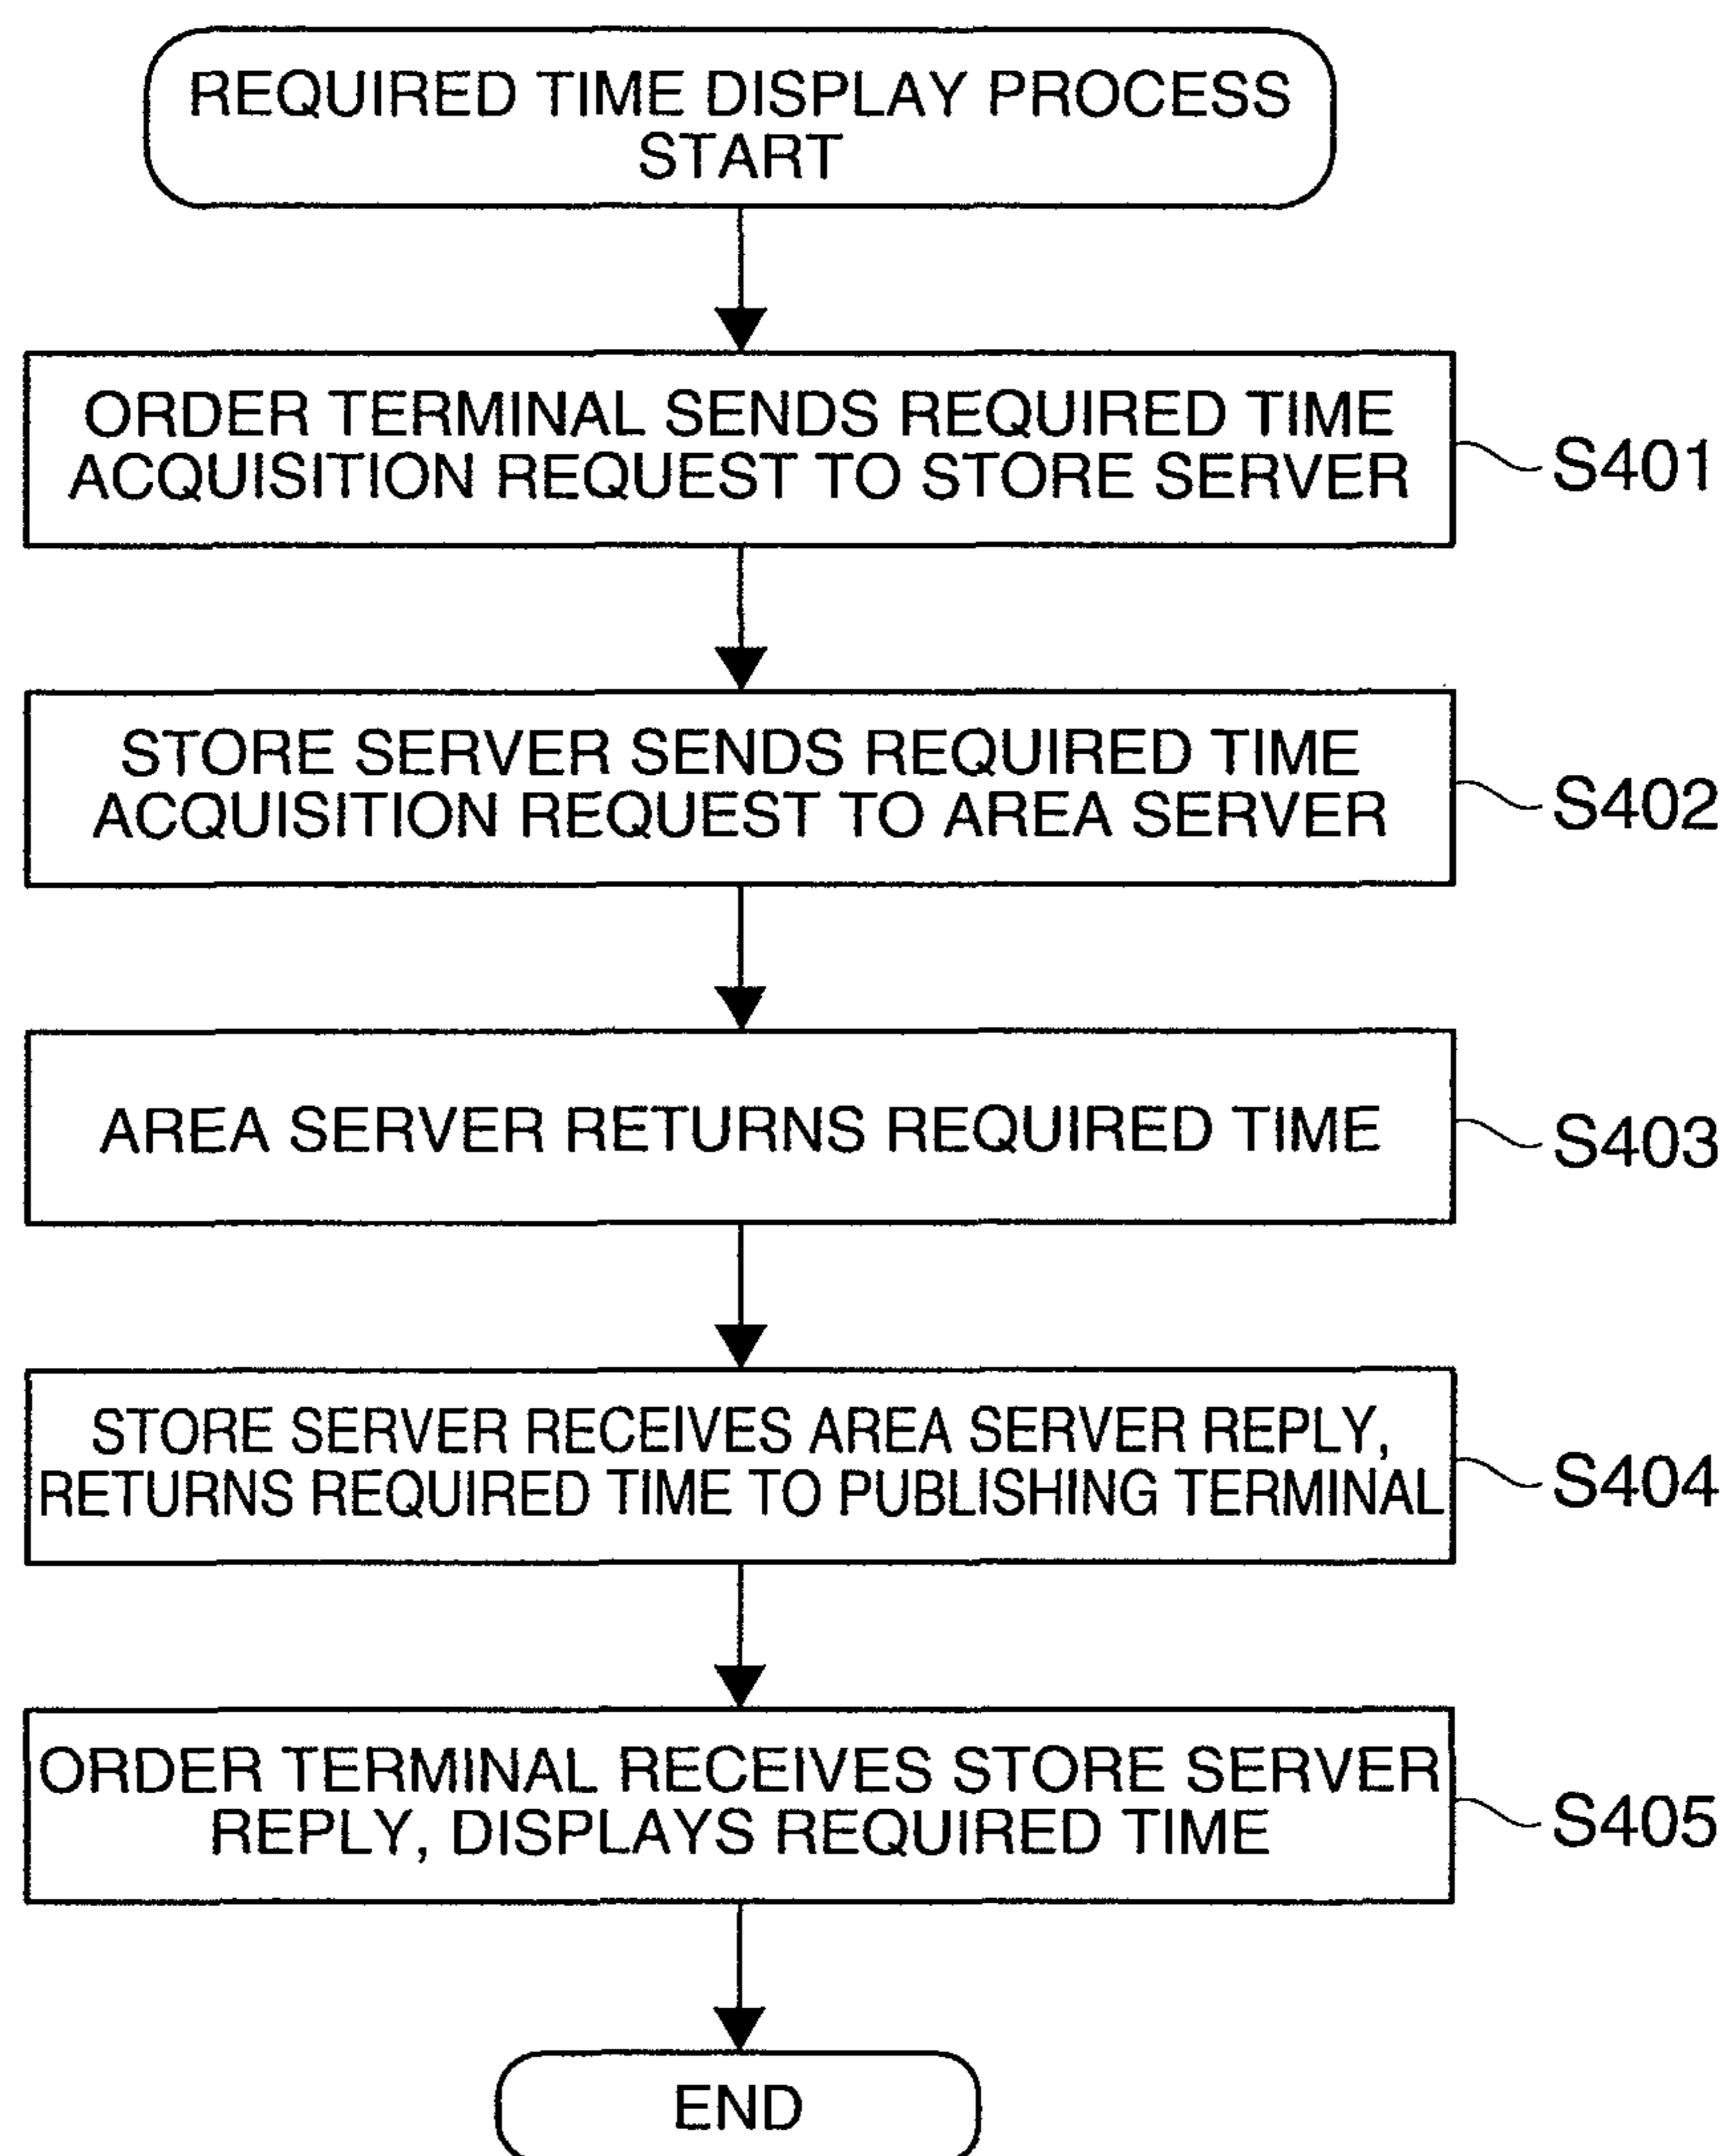 REQUIRED TIME DISPLAY PROCESS
START
ORDER TERMINAL SENDS REQUIRED TIME
ACQUISITION REQUEST TO STORE SERVER
S401
STORE SERVER SENDS REQUIRED TIME
ACQUISITION REQUEST TO AREA SERVER
S402
AREA SERVER RETURNS REQUIRED TIME
S403
STORE SERVER RECEIVES AREA SERVER REPLY,
RETURNS REQUIRED TIME TO PUBLISHING TERMINAL
S404
ORDER TERMINAL RECEIVES STORE SERVER
REPLY, DISPLAYS REQUIRED TIME
S405
END